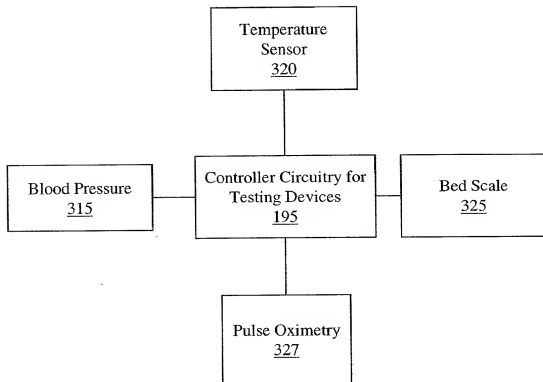 Temperature
Sensor
320
Blood Pressure
315
Controller Circuitry for
Testing Devices
195
Bed Scale
325
Pulse Oximetry
327